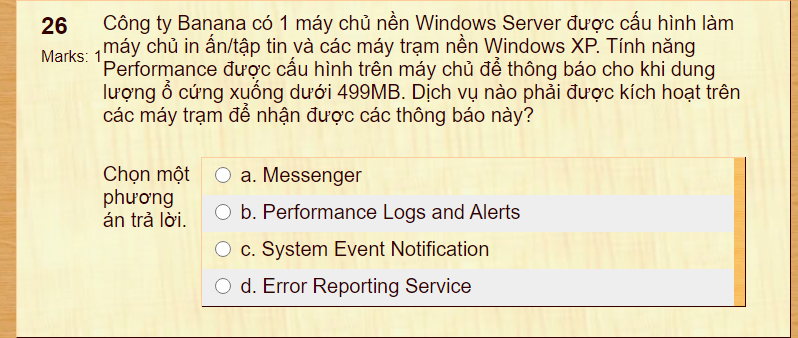 26
Marks: 1
Công ty Banana có 1 máy chủ nền Windows Server được cấu hình làm
máy chủ in ấn/tập tin và các máy trạm nền Windows XP. Tính năng
Performance được cấu hình trên máy chủ để thông báo cho khi dung
lượng ổ cứng xuống dưới 499MB. Dịch vụ nào phải được kích hoạt trên
các máy trạm để nhận được các thông báo này?
Chọn một
phương
án trả lời.
a. Messenger
b. Performance Logs and Alerts
c. System Event Notification
d. Error Reporting Service